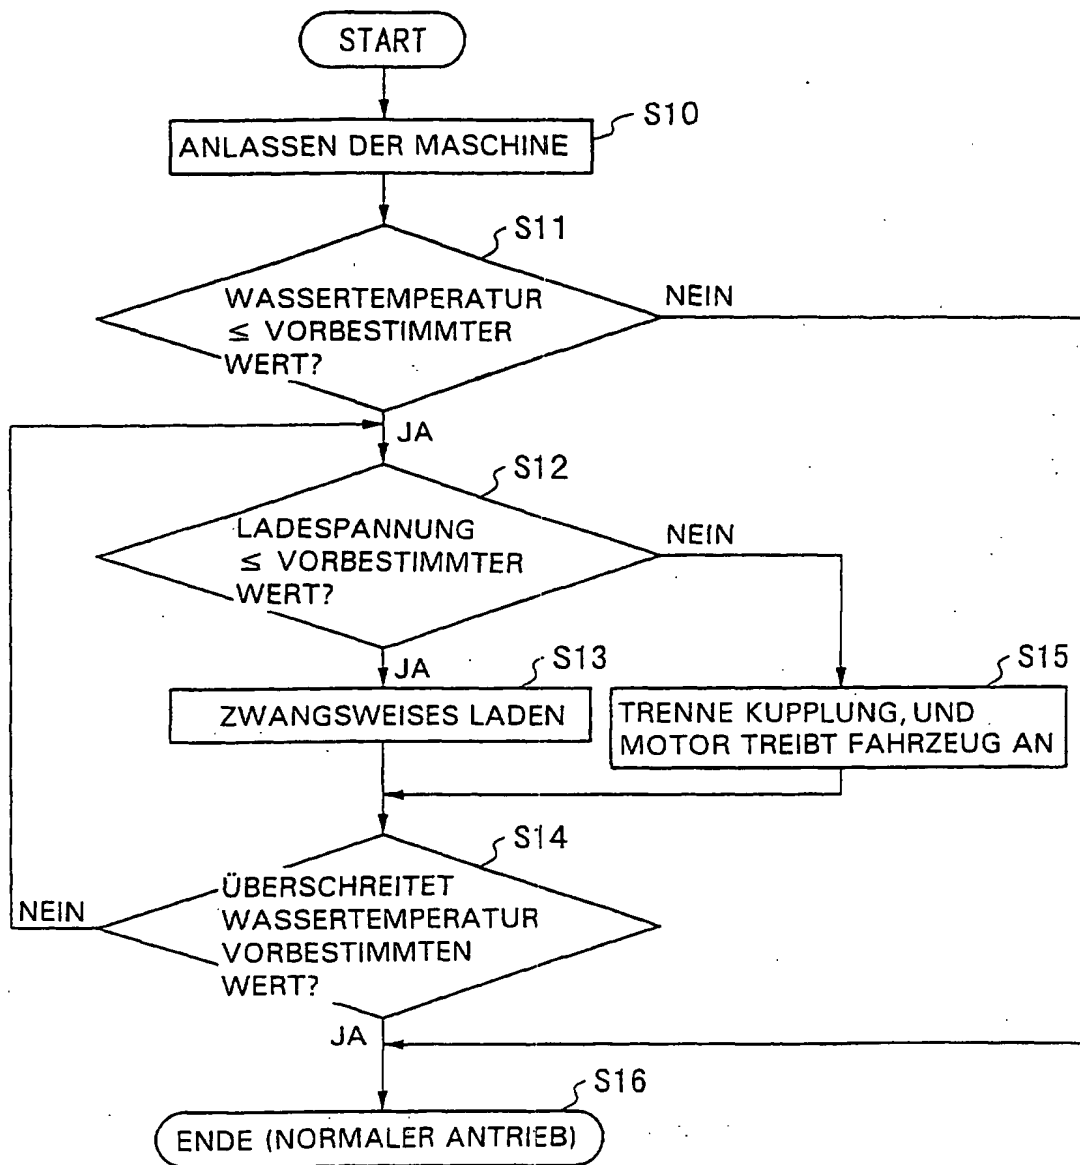 START
S10
ANLASSEN DER MASCHINE
S11
WASSERTEMPERATUR
≤ VORBESTIMMTER
WERT?
NEIN
JA
S12
LADESPANNUNG
≤ VORBESTIMMTER
WERT?
NEIN
JA
S13
ZWANGSWEISES LADEN
S15
TRENNE KUPPLUNG, UND
MOTOR TREIBT FAHRZEUG AN
S14
ÜBERSCHREITET
WASSERTEMPERATUR
VORBESTIMMTEN
WERT?
NEIN
JA
S16
ENDE (NORMALER ANTRIEB)